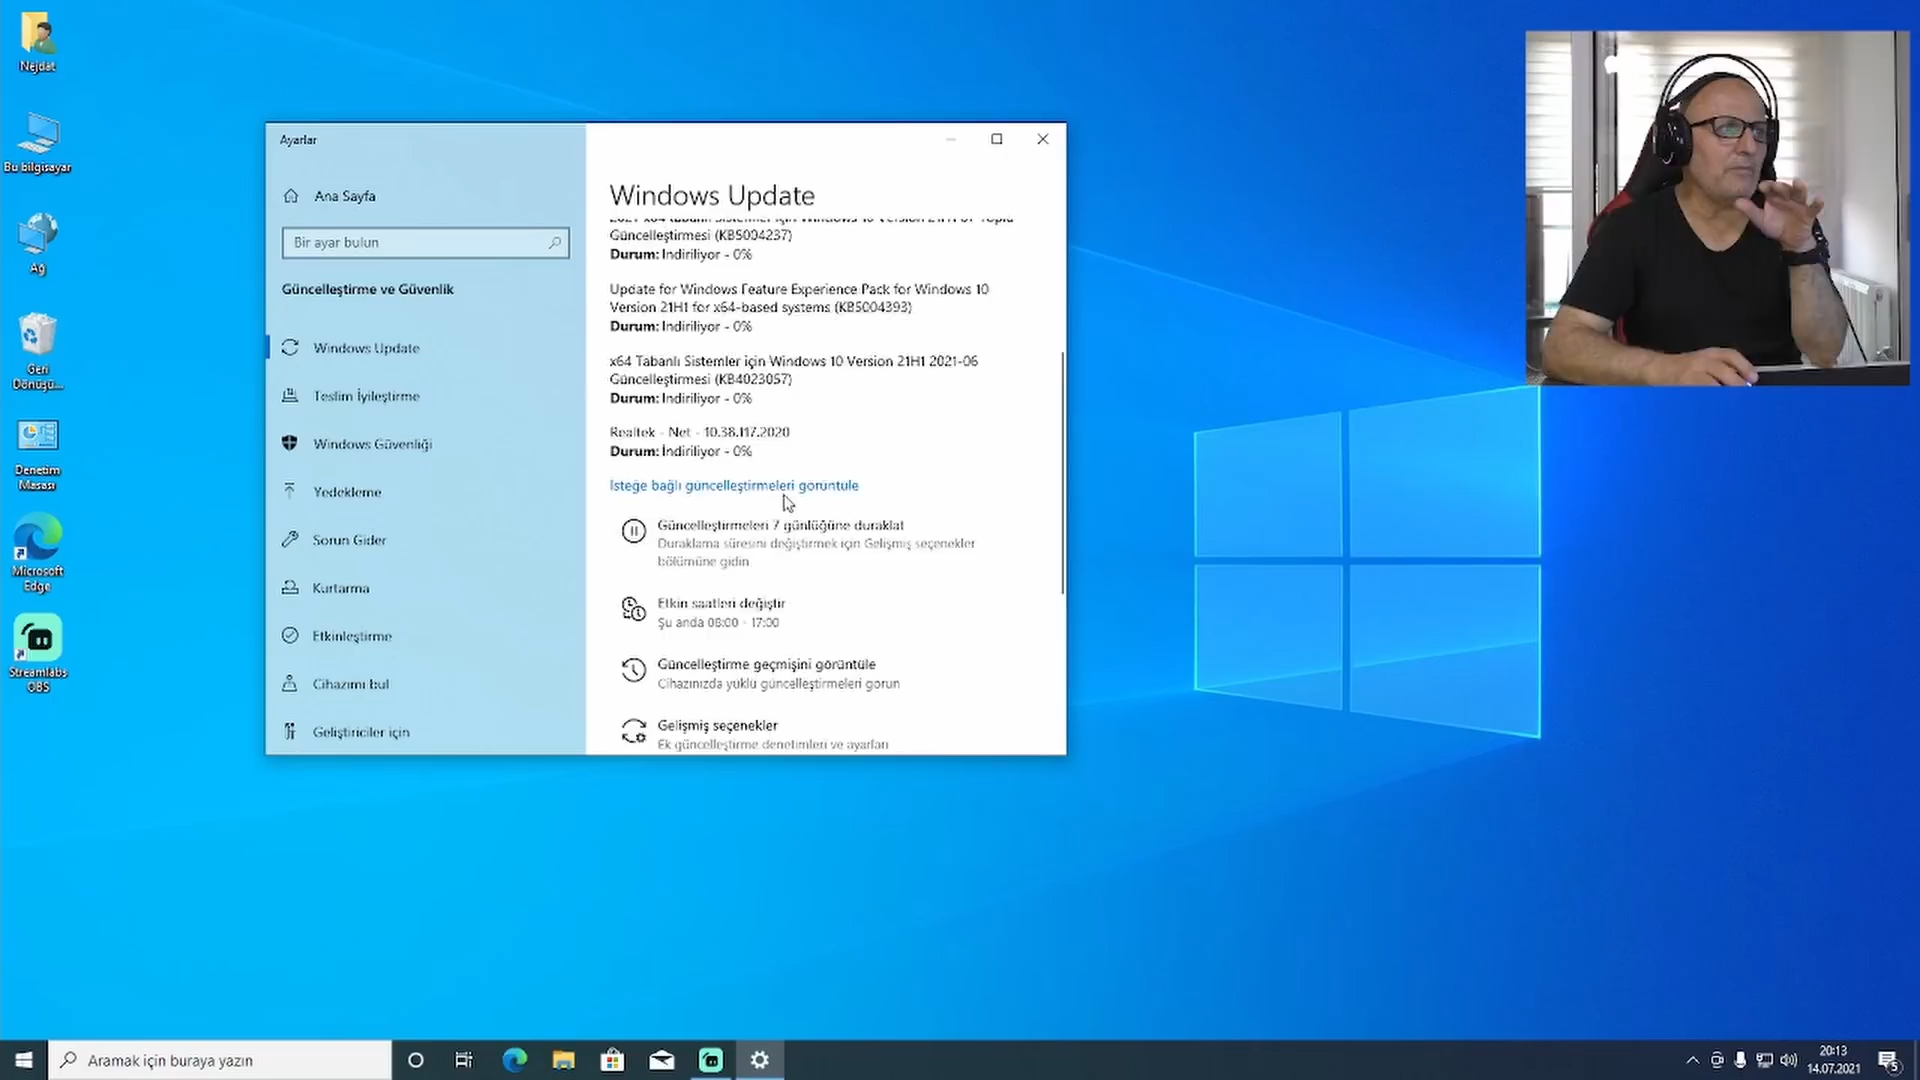 Nejdat
Bu bilgisayar
Ağ
Geri
Dönüşü...
Denetim
Masası
Microsoft
Edge
Streamlabs
OBS
Ayarlar
Ana Sayfa
Bir ayar bulun
Güncelleştirme ve Güvenlik
Windows Update
Teslim İyileştirme
Windows Güvenliği
Yedekleme
Sorun Gider
Kurtarma
Etkinleştirme
Cihazımı bul
Geliştiriciler için
Windows Update
Güncelleştirmesi (KB5004237)
Durum: İndiriliyor - 0%
Update for Windows Feature Experience Pack for Windows 10
Version 21H1 for x64-based systems (KB5004393)
Durum: İndiriliyor - 0%
x64 Tabanlı Sistemler için Windows 10 Version 21H1 2021-06
Güncelleştirmesi (KB4023057)
Durum: İndiriliyor - 0%
Realtek - Net - 10.38.117.2020
Durum: İndiriliyor - 0%
İsteğe bağlı güncelleştirmeleri görüntüle
Güncelleştirmeleri 7 günlüğüne duraklat
Duraklama süresini değiştirmek için Gelişmiş seçenekler
bölümüne gidin
Etkin saatleri değiştir
Şu anda 08:00 - 17:00
Güncelleştirme geçmişini görüntüle
Cihazınızda yüklü güncelleştirmeleri görün
Gelişmiş seçenekler
Ek güncelleştirme denetimleri ve ayarları
Aramak için buraya yazın
20:13
14.07.2021
5